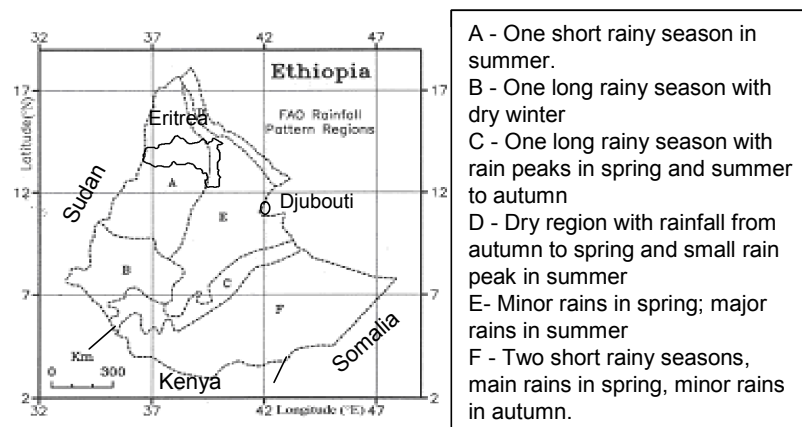 32 37 42 47
Ethiopia
17 17
Eritrea
D
FAO Rainfall
Pattern Regions
Latitude(°N)
A
12 12
Sudan
Djubouti
E
B
C
7 7
F
Km
0 300
Somalia
Kenya
2 2
32 37 42 Longitude (°E) 47
A - One short rainy season in
summer.
B - One long rainy season with
dry winter
C - One long rainy season with
rain peaks in spring and summer
to autumn
D - Dry region with rainfall from
autumn to spring and small rain
peak in summer
E- Minor rains in spring; major
rains in summer
F - Two short rainy seasons,
main rains in spring, minor rains
in autumn.